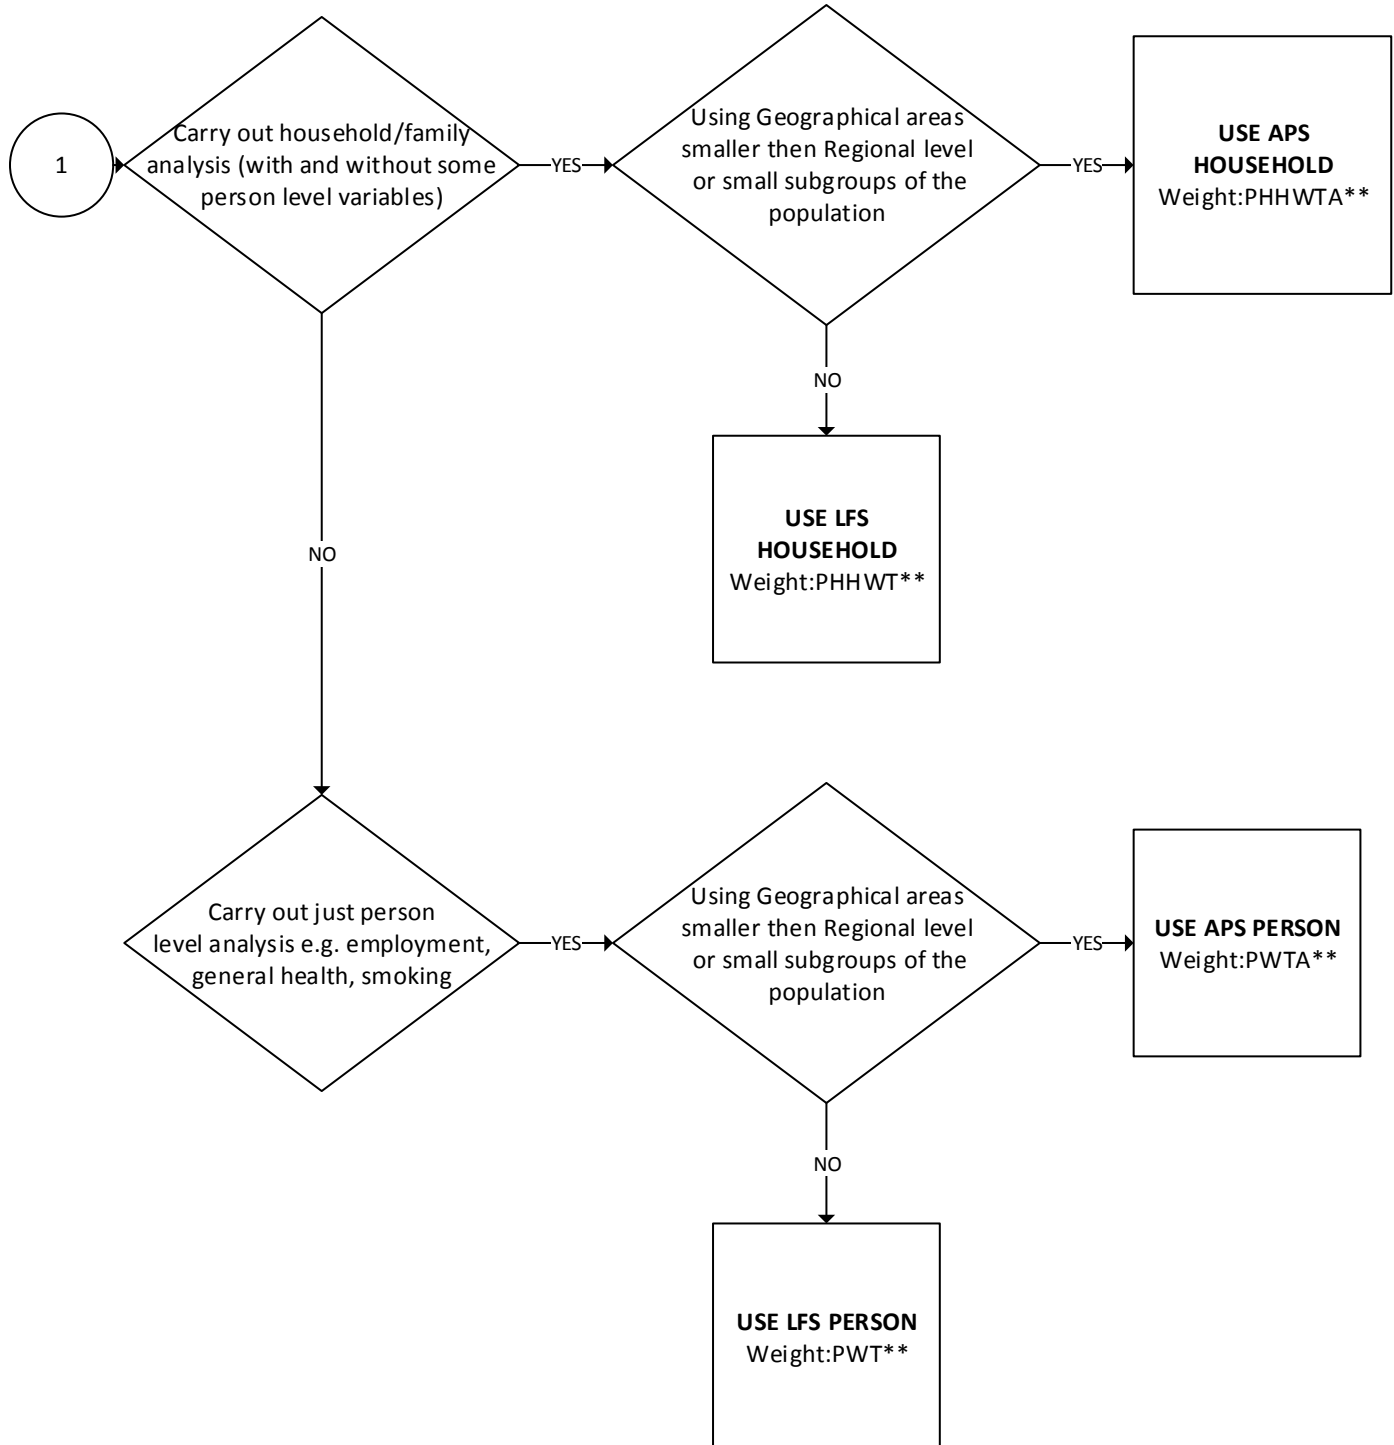 1
Carry out household/family
analysis (with and without some
person level variables)
YES
Using Geographical areas
smaller then Regional level
or small subgroups of the
population
YES
USE APS
HOUSEHOLD
Weight:PHHWTA**
NO
USE LFS
HOUSEHOLD
Weight:PHHWT**
NO
Carry out just person
level analysis e.g. employment,
general health, smoking
YES
Using Geographical areas
smaller then Regional level
or small subgroups of the
population
YES
USE APS PERSON
Weight:PWTA**
NO
USE LFS PERSON
Weight:PWT**